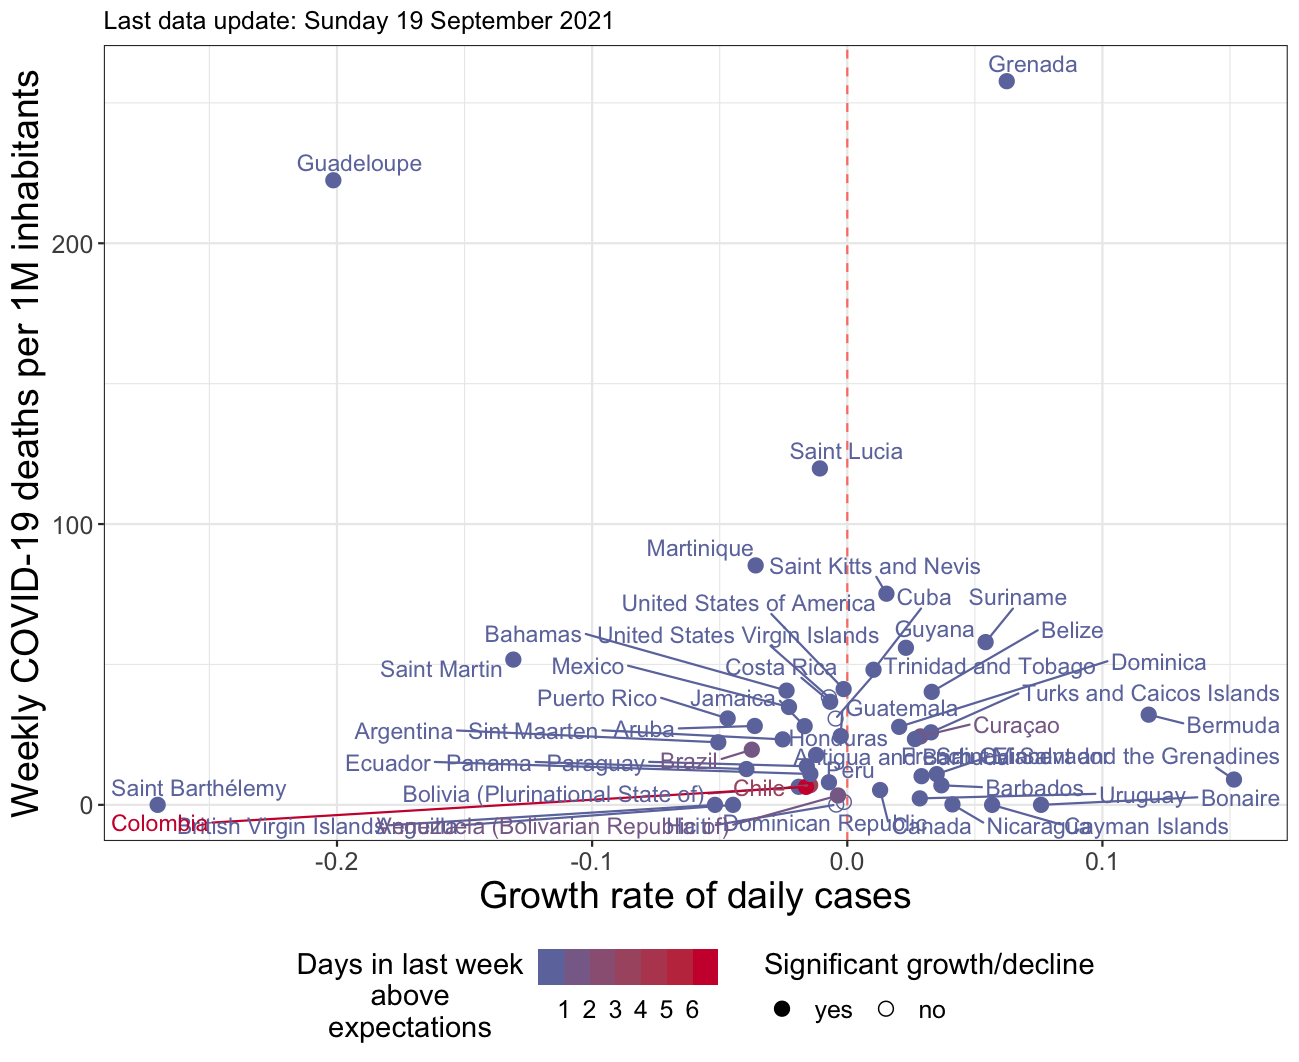 Last data update: Sunday 19 September 2021
Weekly COVID-19 deaths per 1M inhabitants
200
100
0
Grenada
Guadeloupe
Saint Lucia
Martinique
Saint Kitts and Nevis
United States of America
Cuba
Suriname
Bahamas
United States Virgin Islands
Guyana
Belize
Saint Martin
Mexico
Costa Rica
Trinidad and Tobago
Dominica
Puerto Rico
Jamaica
Guatemala
Turks and Caicos Islands
Argentina
Sint Maarten
Aruba
Honduras
Curaçao
Bermuda
Ecuador
Panama
Paraguay
Brazil
Antigua and Barbuda
El Salvador
Saint Vincent and the Grenadines
Peru
Saint Barthélemy
Bolivia (Plurinational State of)
Chile
Barbados
Uruguay
Bonaire
Colombia
British Virgin Islands
Anguilla
Venezuela (Bolivarian Republic of)
Haiti
Dominican Republic
Canada
Nicaragua
Cayman Islands
-0.2
-0.1
0.0
0.1
Growth rate of daily cases
Days in last week
above
expectations
1 2 3 4 5 6
Significant growth/decline
yes
no